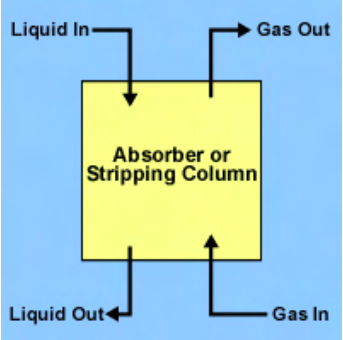 Liquid In
Gas Out
Absorber or
Stripping Column
Liquid Out
Gas In